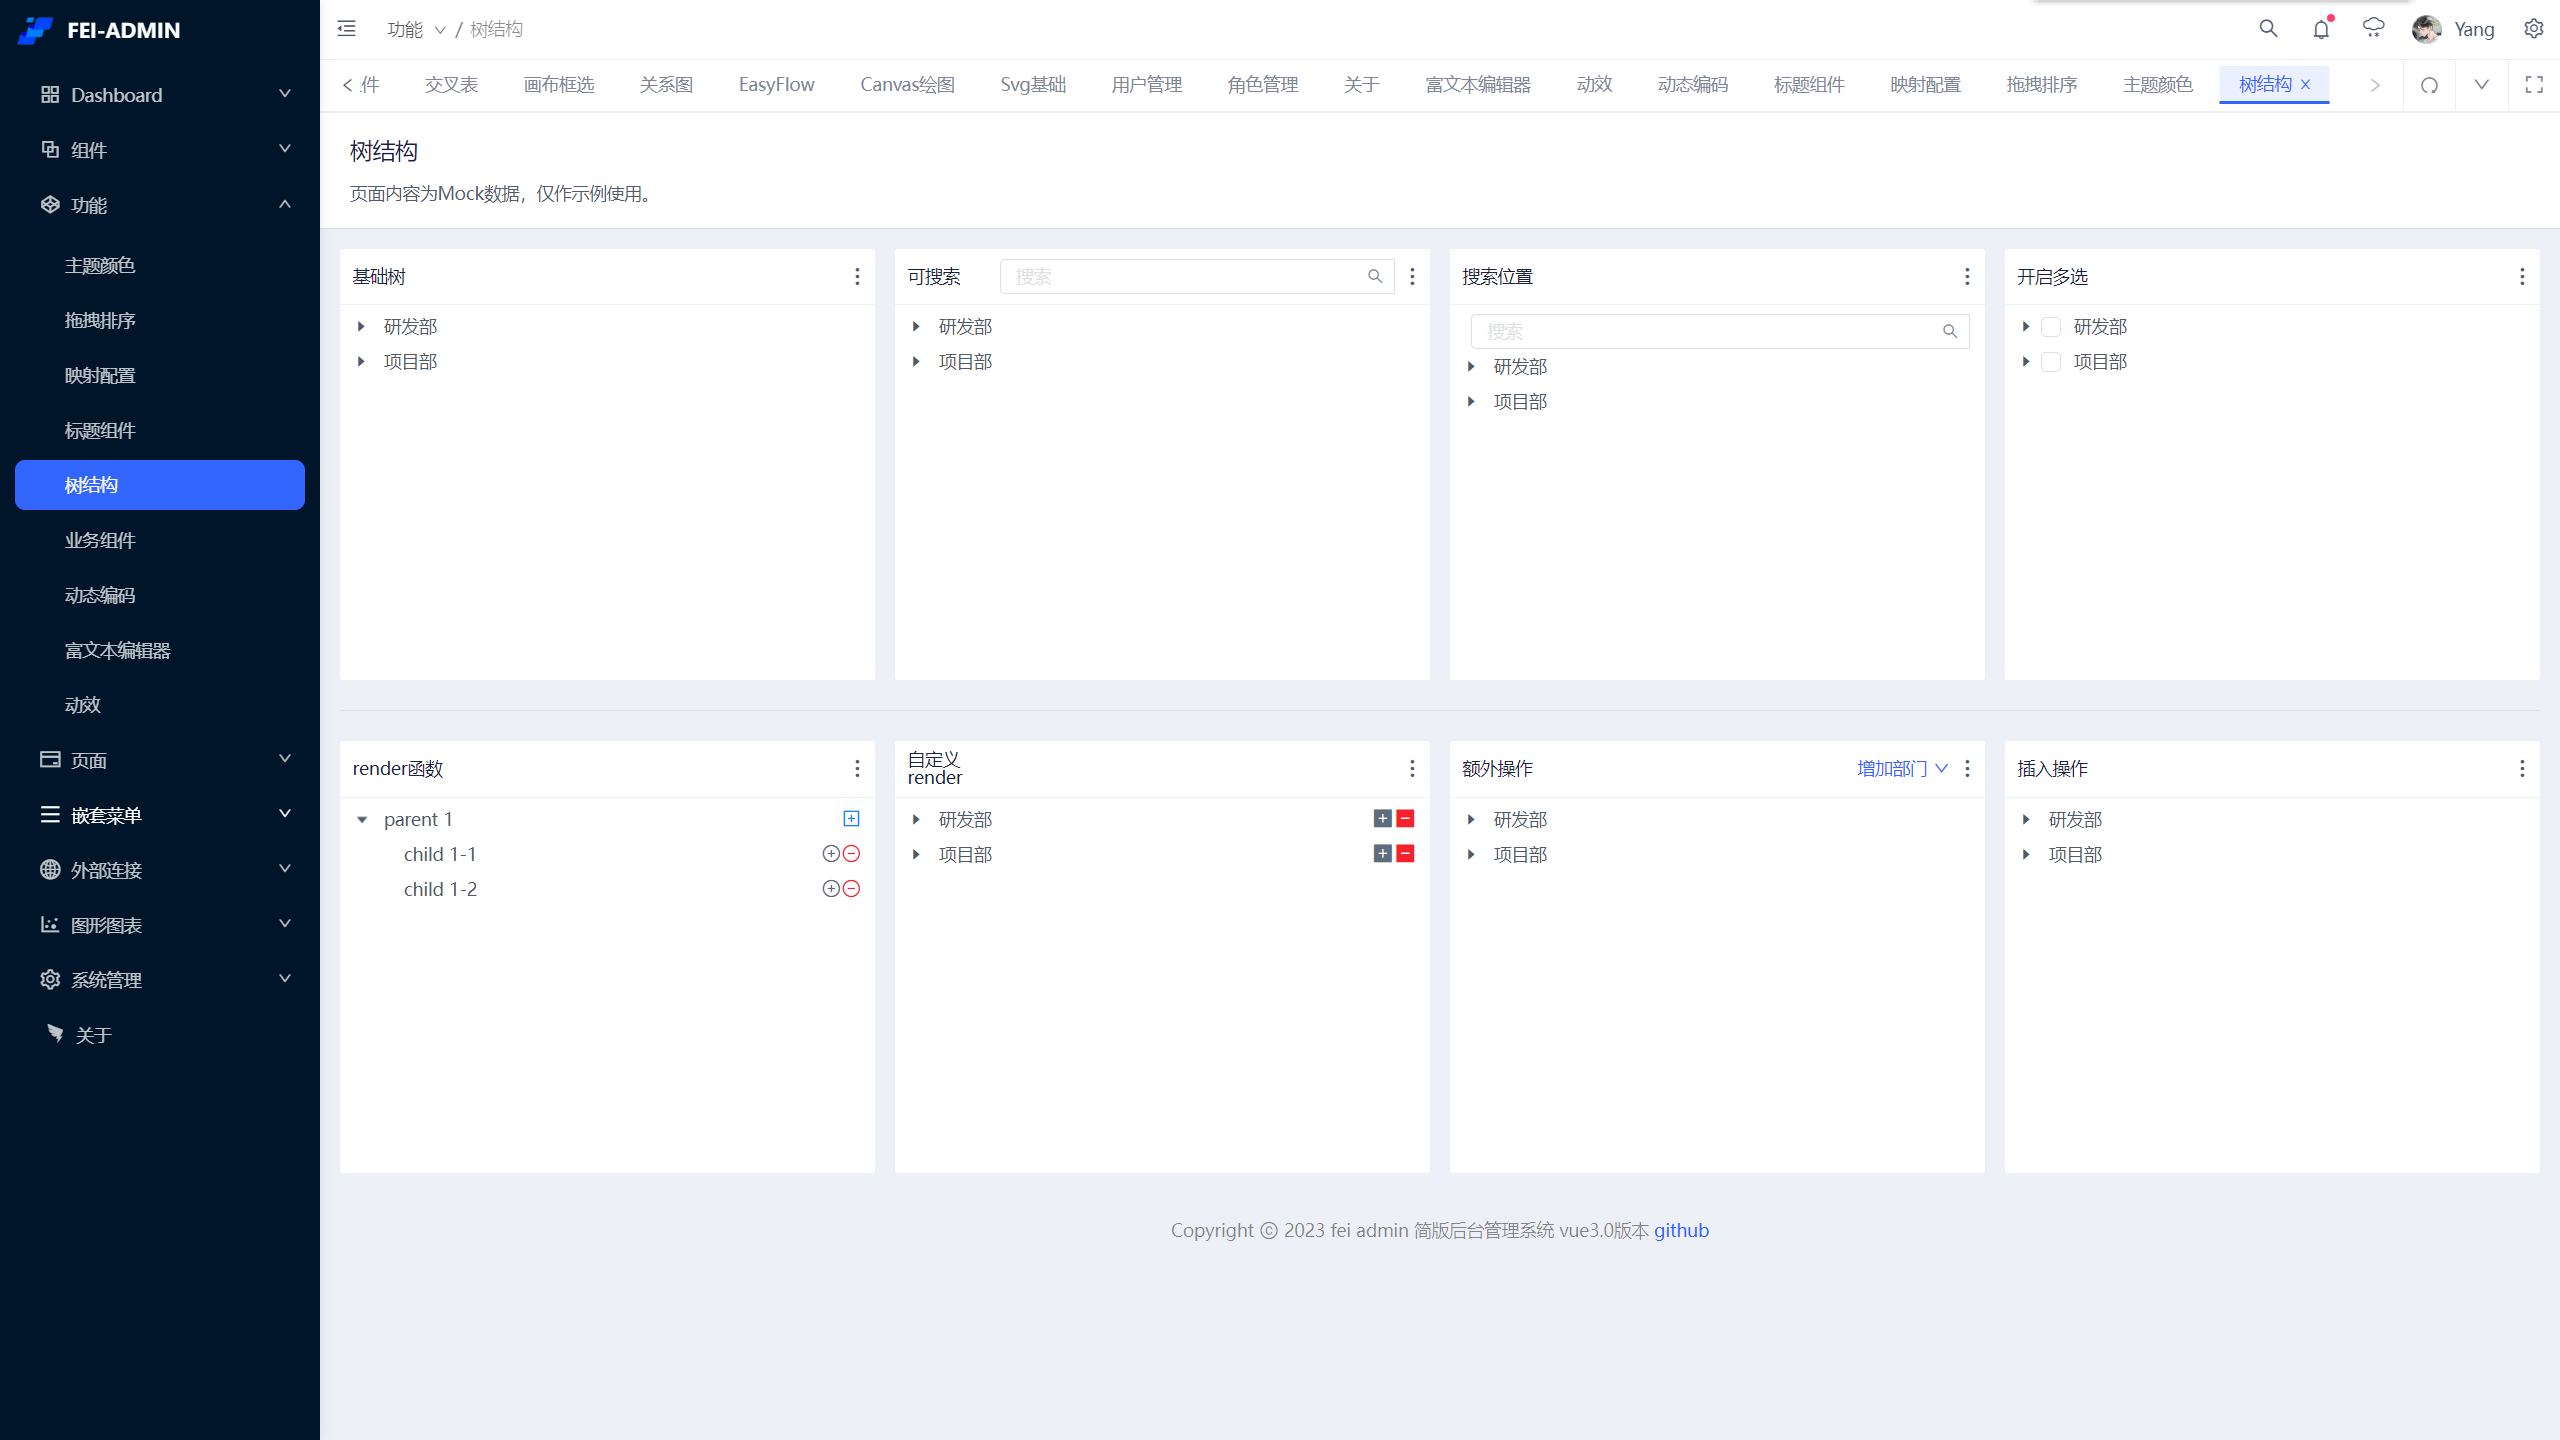 FEI-ADMIN
Dashboard
组件
功能
主题颜色
拖拽排序
映射配置
标题组件
树结构
业务组件
动态编码
富文本编辑器
动效
页面
嵌套菜单
外部连接
图形图表
系统管理
关于
功能 / 树结构
Yang
件 交叉表 画布框选 关系图 EasyFlow Canvas绘图 Svg基础 用户管理 角色管理 关于 富文本编辑器 动效 动态编码 标题组件 映射配置 拖拽排序 主题颜色 树结构
树结构
页面内容为Mock数据，仅作示例使用。
基础树
研发部
项目部
可搜索 搜索
研发部
项目部
搜索位置
搜索
研发部
项目部
开启多选
研发部
项目部
render函数
parent 1
child 1-1
child 1-2
自定义
render
研发部
项目部
额外操作 增加部门
研发部
项目部
插入操作
研发部
项目部
Copyright ⓒ 2023 fei admin 简版后台管理系统 vue3.0版本 github